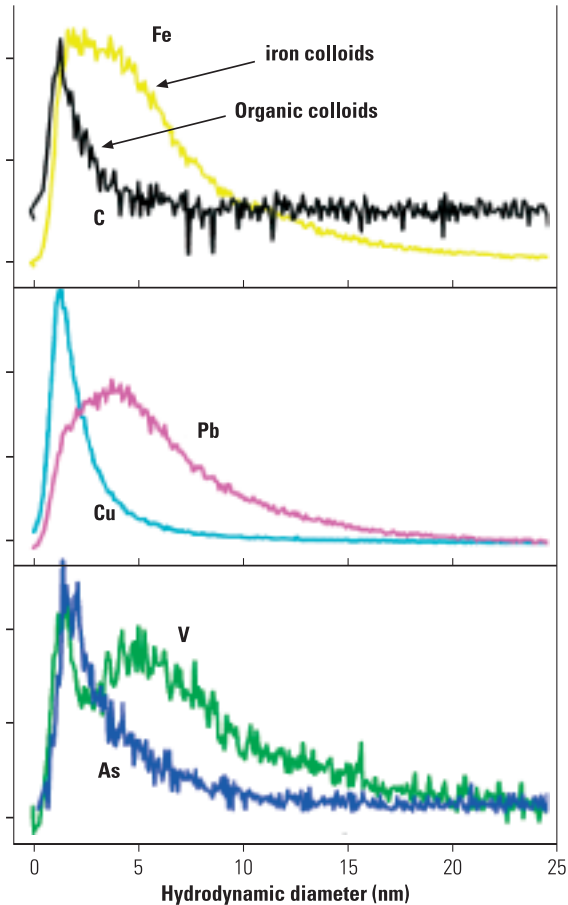 Fe
iron colloids
Organic colloids
C
Pb
Cu
V
As
0 5 10 15 20 25
Hydrodynamic diameter (nm)